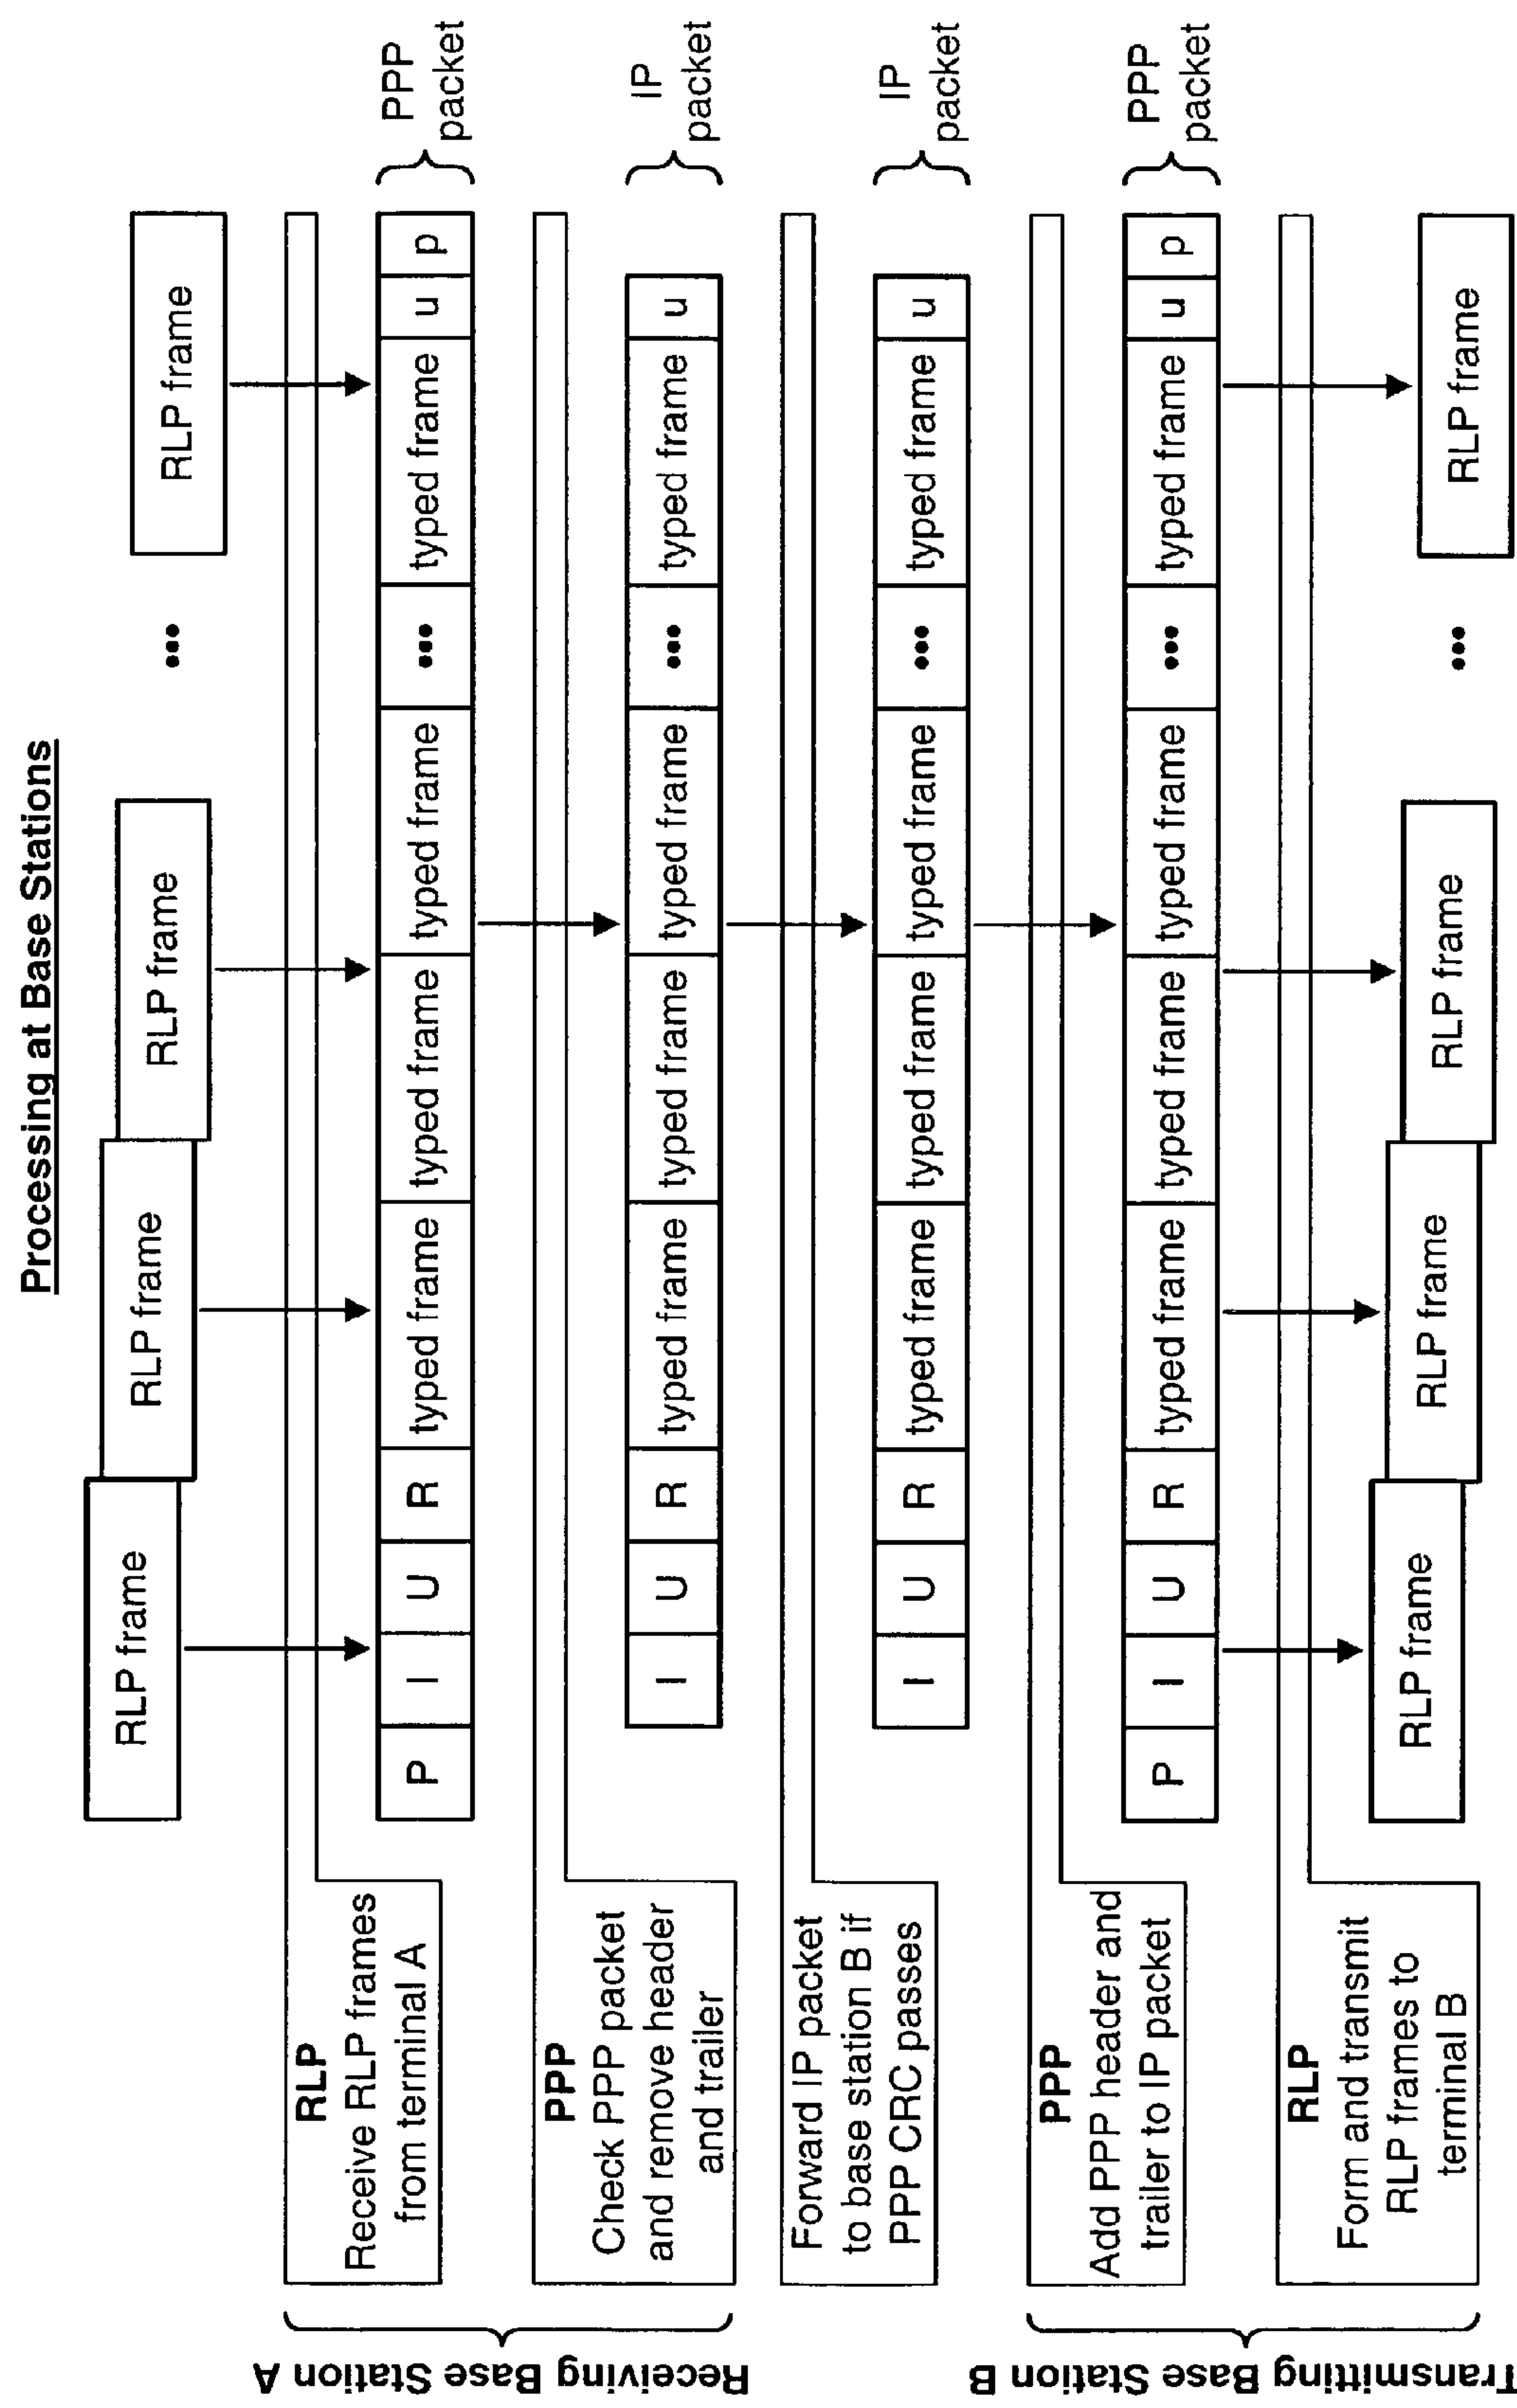 Processing at Base Stations
RLP frame
RLP frame
RLP frame
...
RLP frame
Receiving Base Station A
RLP
Receive RLP frames
from terminal A
P I U R typed frame typed frame typed frame ... typed frame u p
PPP
packet
PPP
Check PPP packet
and remove header
and trailer
I U R typed frame typed frame typed frame ... typed frame u
IP
packet
Forward IP packet
to base station B if
PPP CRC passes
I U R typed frame typed frame typed frame ... typed frame u
IP
packet
Transmitting Base Station B
PPP
Add PPP header and
trailer to IP packet
P I U R typed frame typed frame typed frame ... typed frame u p
PPP
packet
RLP
Form and transmit
RLP frames to
terminal B
RLP frame
RLP frame
RLP frame
...
RLP frame